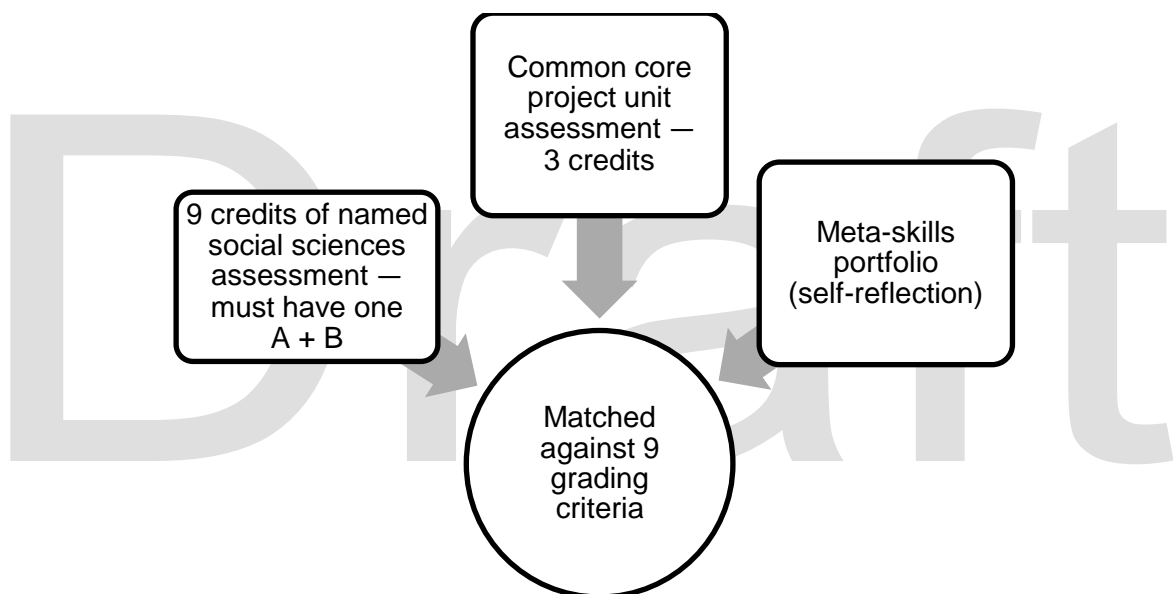 Common core
project unit
assessment —
3 credits
9 credits of named
social sciences
assessment —
must have one
A + B
Meta-skills
portfolio
(self-reflection)
Matched
against 9
grading
criteria
Draft